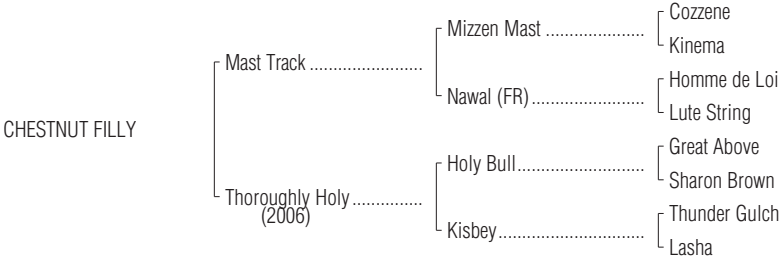 Cozzene
Mizzen Mast ....................
Kinema
Mast Track .......................
Homme de Loi
Nawal (FR).......................
Lute String
CHESTNUT FILLY
Great Above
Holy Bull..........................
Sharon Brown
Thoroughly Holy ..............
(2006)
Thunder Gulch
Kisbey..............................
Lasha